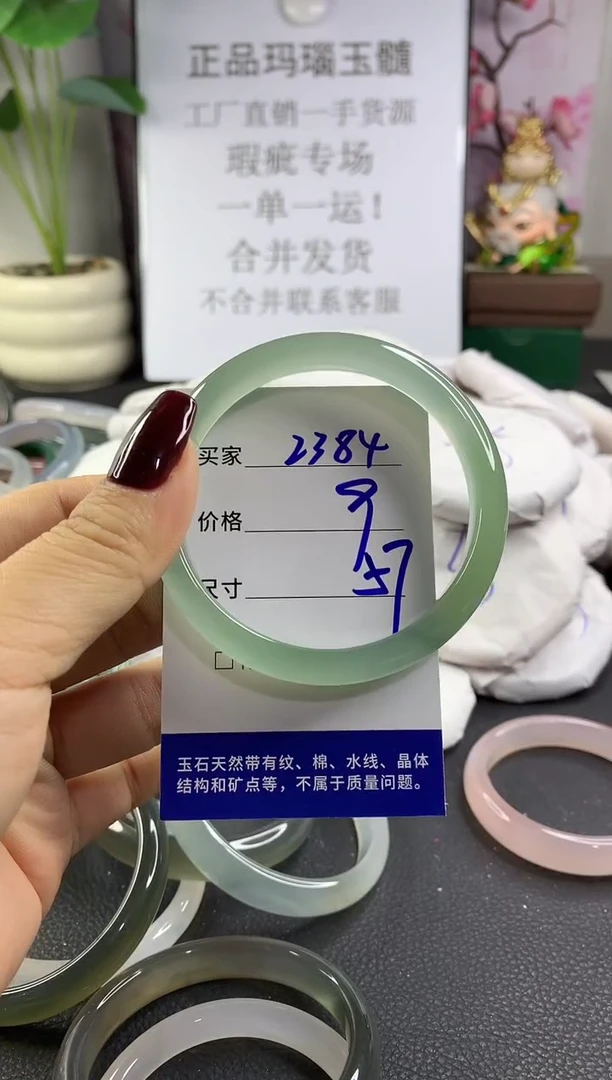 正品玛瑙玉髓
工厂直销一手货源
瑕疵专场
一单一运!
合并发货
不合并联系客服
买家 2384
价格 9
尺寸 57
玉石天然带有纹、棉、水线、晶体
结构和矿点等，不属于质量问题。